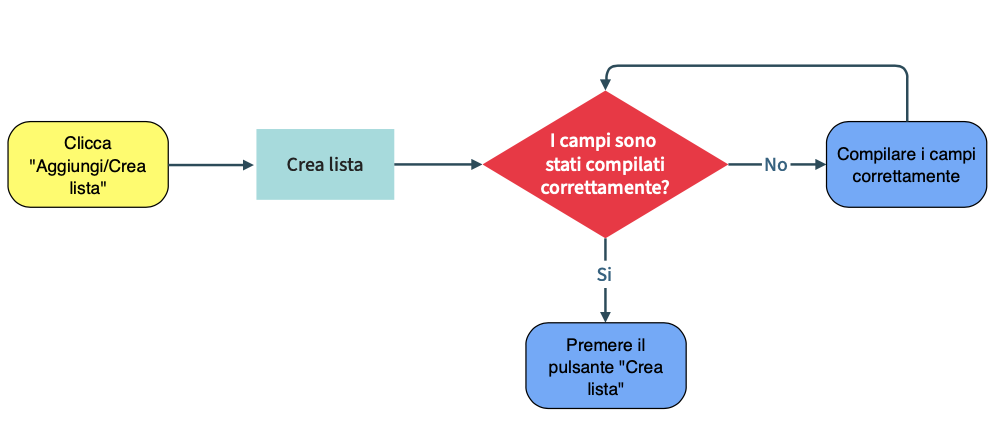 Clicca
"Aggiungi/Crea
lista"
Crea lista
I campi sono
stati compilati
correttamente?
No
Compilare i campi
correttamente
Si
Premere il
pulsante "Crea
lista"